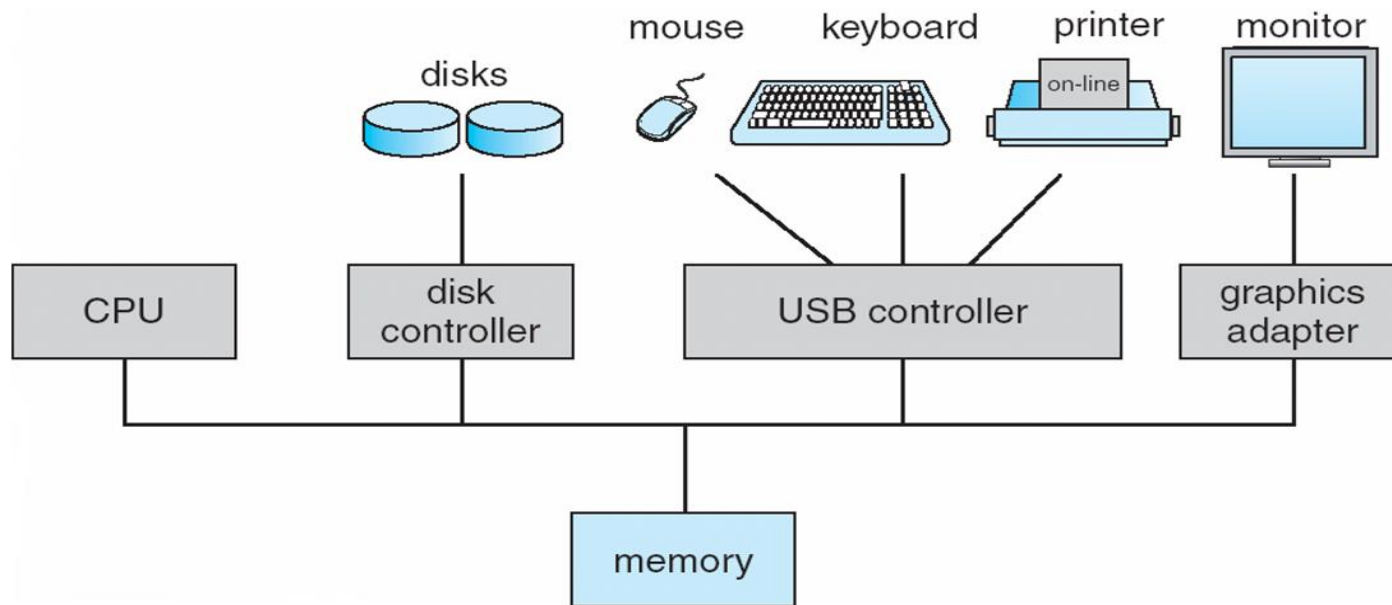 mouse
keyboard
printer
monitor
disks
on-line
CPU
disk
controller
USB controller
graphics
adapter
memory